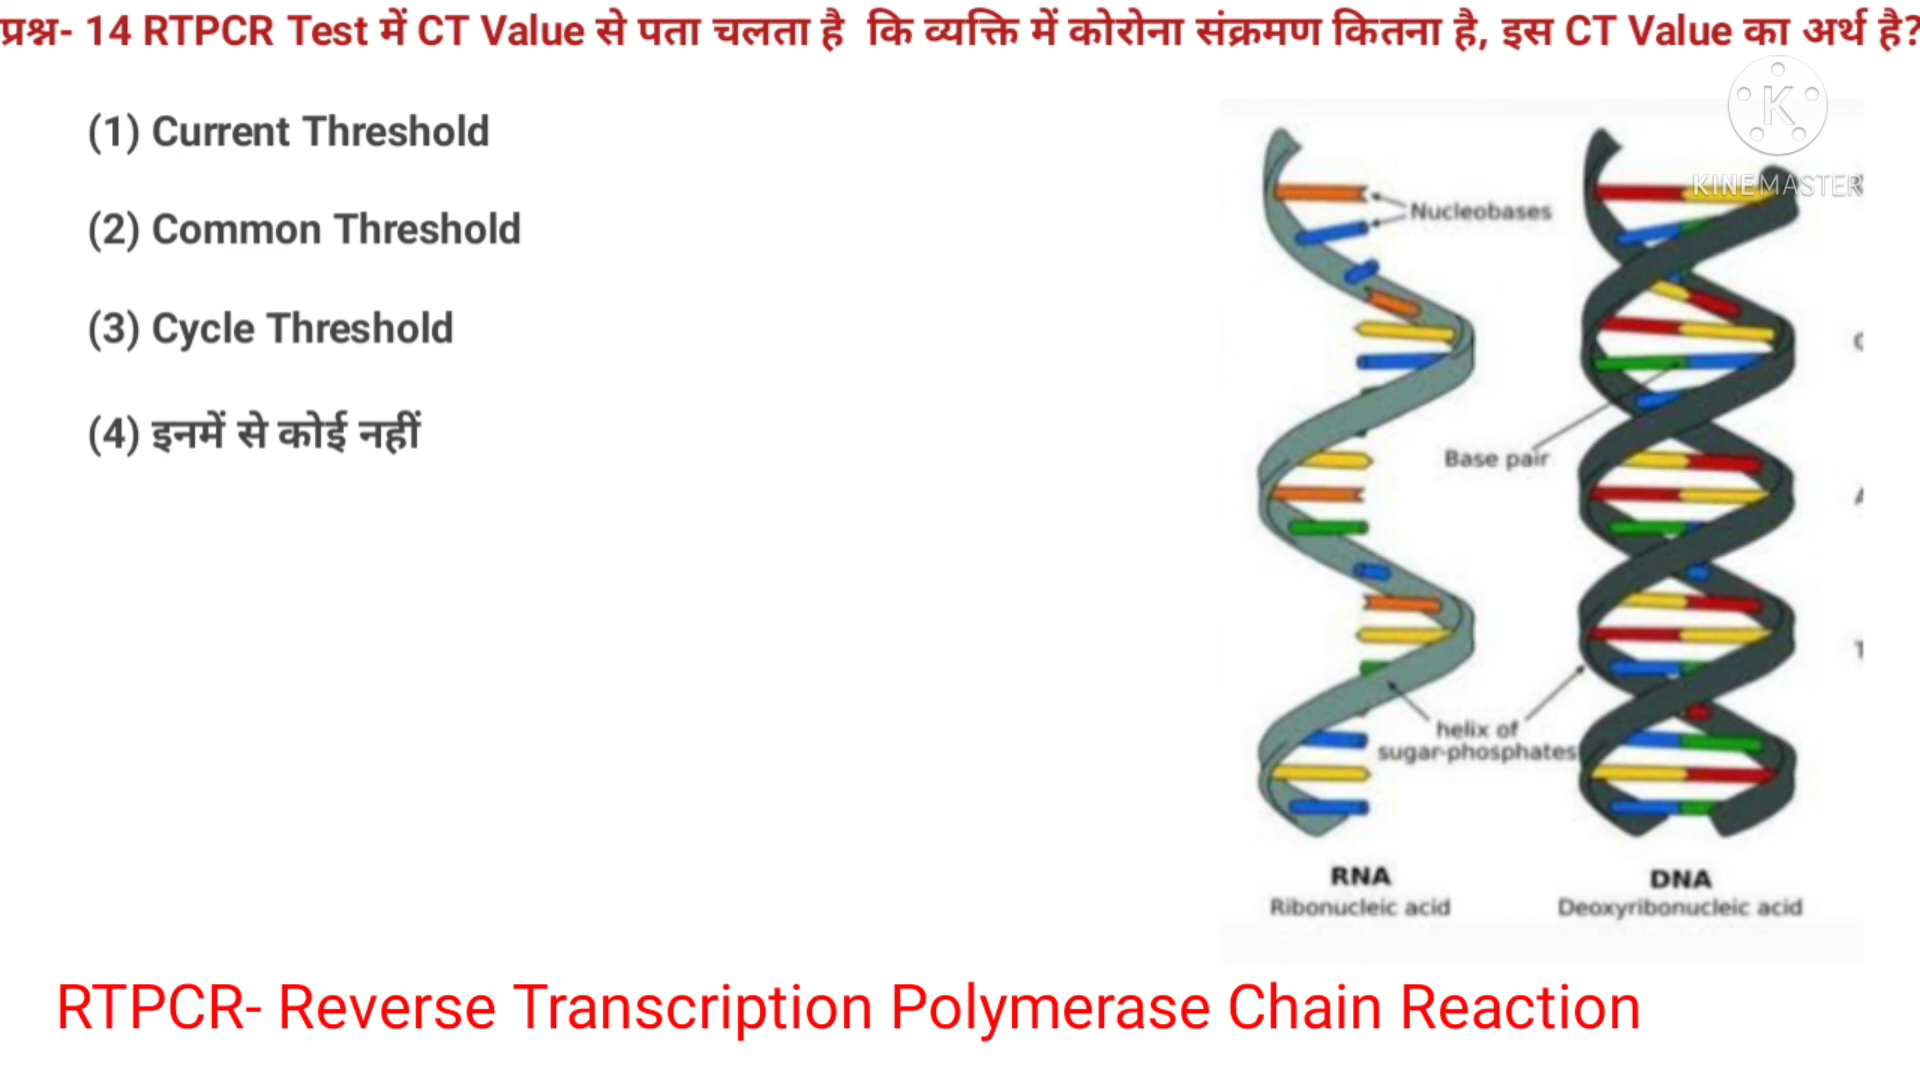 प्रश्न- 14 RTPCR Test में CT Value से पता चलता है कि व्यक्ति में कोरोना संक्रमण कितना है, इस CT Value का अर्थ है?
(1) Current Threshold
(2) Common Threshold
(3) Cycle Threshold
(4) इनमें से कोई नहीं
K
KINEMASTER
Nucleobases
Base pair
helix of
sugar-phosphates
RNA
Ribonucleic acid
DNA
Deoxyribonucleic acid
RTPCR- Reverse Transcription Polymerase Chain Reaction